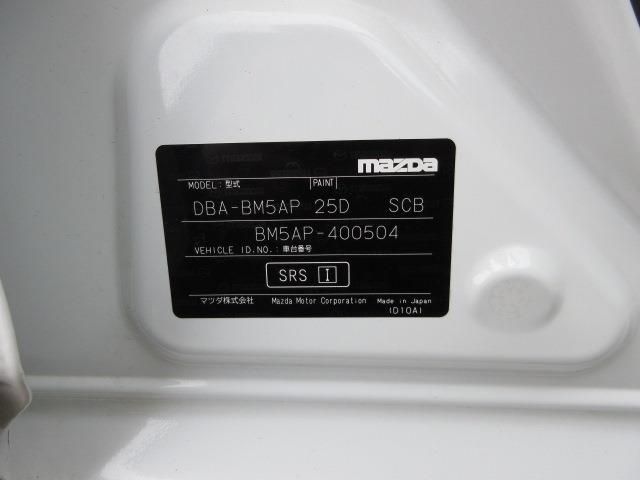 mazda
MODEL:型式 PAINT
DBA-BM5AP 25D SCB
BM5AP-400504
VEHICLE ID.NO.:車台番号
SRS I
マツダ株式会社 Mazda Motor Corporation Made in Japan
ID10A1